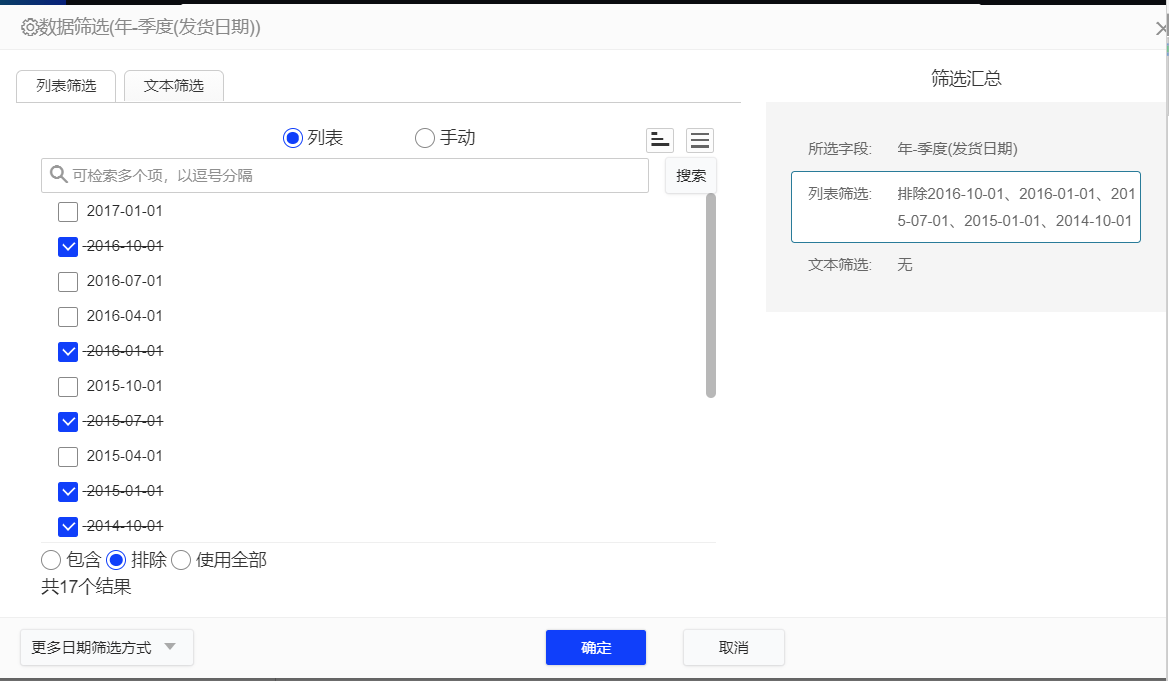 数据筛选(年-季度(发货日期))
列表筛选
文本筛选
筛选汇总
列表
手动
可检索多个项，以逗号分隔
搜索
2017-01-01
2016-10-01
2016-07-01
2016-04-01
2016-01-01
2015-10-01
2015-07-01
2015-04-01
2015-01-01
2014-10-01
包含 排除 使用全部
共17个结果
所选字段: 年-季度(发货日期)
列表筛选: 排除2016-10-01、2016-01-01、201
5-07-01、2015-01-01、2014-10-01
文本筛选: 无
更多日期筛选方式
确定
取消